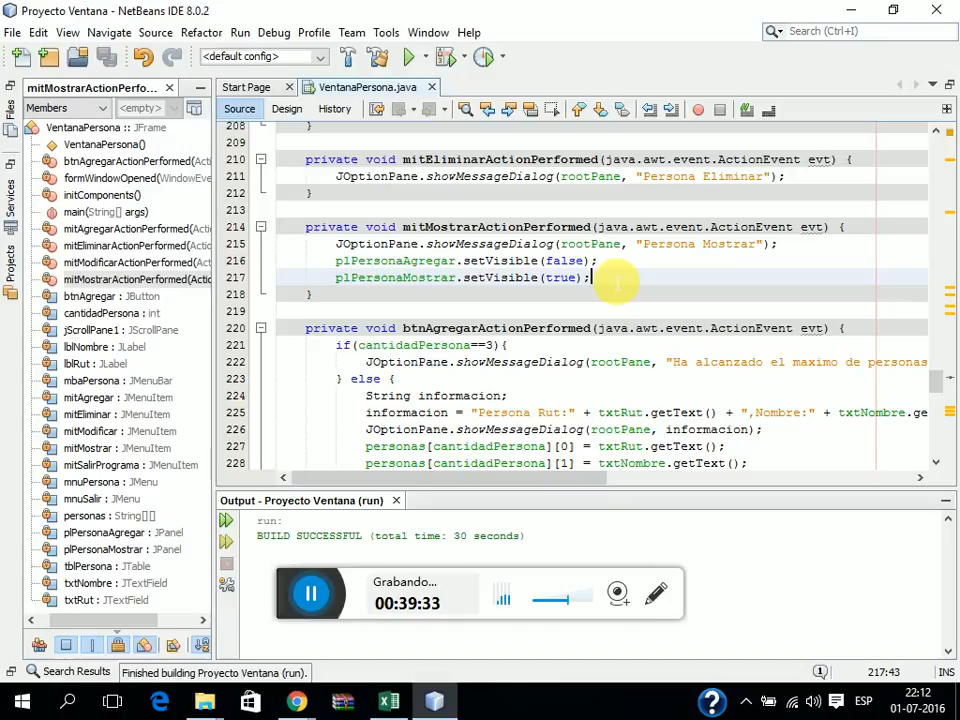 Proyecto Ventana - NetBeans IDE 8.0.2
File Edit View Navigate Source Refactor Run Debug Profile Team Tools Window Help
Search (Ctrl+I)
<default config>
mitMostrarActionPerfo...
Start Page
VentanaPersona.java
Members
<empty>
Source Design History
Files
Services
Projects
VentanaPersona :: JFrame
VentanaPersona()
btnAgregarActionPerformed(Action
formWindowOpened(WindowEve
initComponents()
main(String[] args)
mitAgregarActionPerformed(Actio
mitEliminarActionPerformed(Actio
mitModificarActionPerformed(Acti
mitMostrarActionPerformed(Actio
btnAgregar : JButton
cantidadPersona : int
jScrollPane1 : JScrollPane
lblNombre : JLabel
lblRut : JLabel
mbaPersona : JMenuBar
mitAgregar : JMenuItem
mitEliminar : JMenuItem
mitModificar : JMenuItem
mitMostrar : JMenuItem
mitSalirPrograma : JMenuItem
mnuPersona : JMenu
mnuSalir : JMenu
personas : String[][]
plPersonaAgregar : JPanel
plPersonaMostrar : JPanel
tblPersona : JTable
txtNombre : JTextField
txtRut : JTextField
208 }
209
210 private void mitEliminarActionPerformed(java.awt.event.ActionEvent evt) {
211 JOptionPane.showMessageDialog(rootPane, "Persona Eliminar");
212 }
213
214 private void mitMostrarActionPerformed(java.awt.event.ActionEvent evt) {
215 JOptionPane.showMessageDialog(rootPane, "Persona Mostrar");
216 plPersonaAgregar.setVisible(false);
217 plPersonaMostrar.setVisible(true);
218 }
219
220 private void btnAgregarActionPerformed(java.awt.event.ActionEvent evt) {
221 if(cantidadPersona==3){
222 JOptionPane.showMessageDialog(rootPane, "Ha alcanzado el maximo de personas
223 } else {
224 String informacion;
225 informacion = "Persona Rut:" + txtRut.getText() + ",Nombre:" + txtNombre.ge
226 JOptionPane.showMessageDialog(rootPane, informacion);
227 personas[cantidadPersona][0] = txtRut.getText();
228 personas[cantidadPersona][1] = txtNombre.getText();
Output - Proyecto Ventana (run)
run:
BUILD SUCCESSFUL (total time: 30 seconds)
Grabando...
00:39:33
Search Results
Finished building Proyecto Ventana (run).
1
217:43
INS
ESP
22:12
01-07-2016